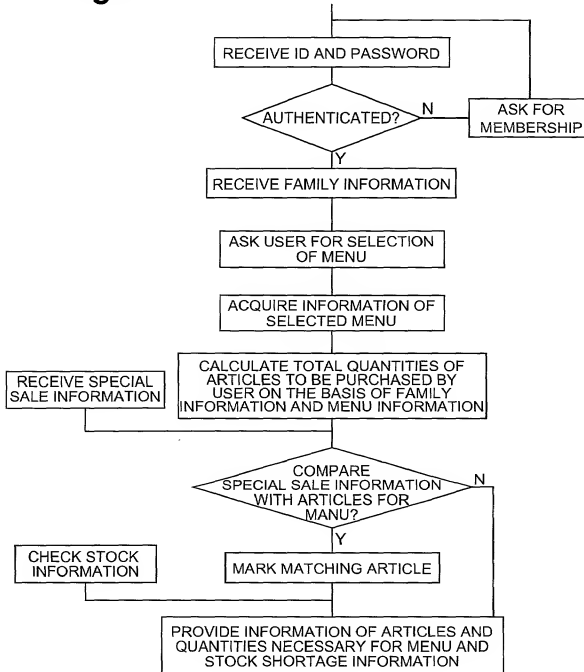 RECEIVE ID AND PASSWORD
AUTHENTICATED?
N
ASK FOR
MEMBERSHIP
Y
RECEIVE FAMILY INFORMATION
ASK USER FOR SELECTION
OF MENU
ACQUIRE INFORMATION OF
SELECTED MENU
RECEIVE SPECIAL
SALE INFORMATION
CALCULATE TOTAL QUANTITIES OF
ARTICLES TO BE PURCHASED BY
USER ON THE BASIS OF FAMILY
INFORMATION AND MENU INFORMATION
COMPARE
SPECIAL SALE INFORMATION
WITH ARTICLES FOR
MANU?
N
Y
CHECK STOCK
INFORMATION
MARK MATCHING ARTICLE
PROVIDE INFORMATION OF ARTICLES AND
QUANTITIES NECESSARY FOR MENU AND
STOCK SHORTAGE INFORMATION